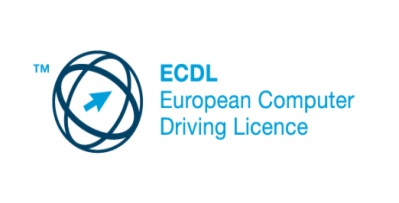 TM
ECDL
European Computer
Driving Licence